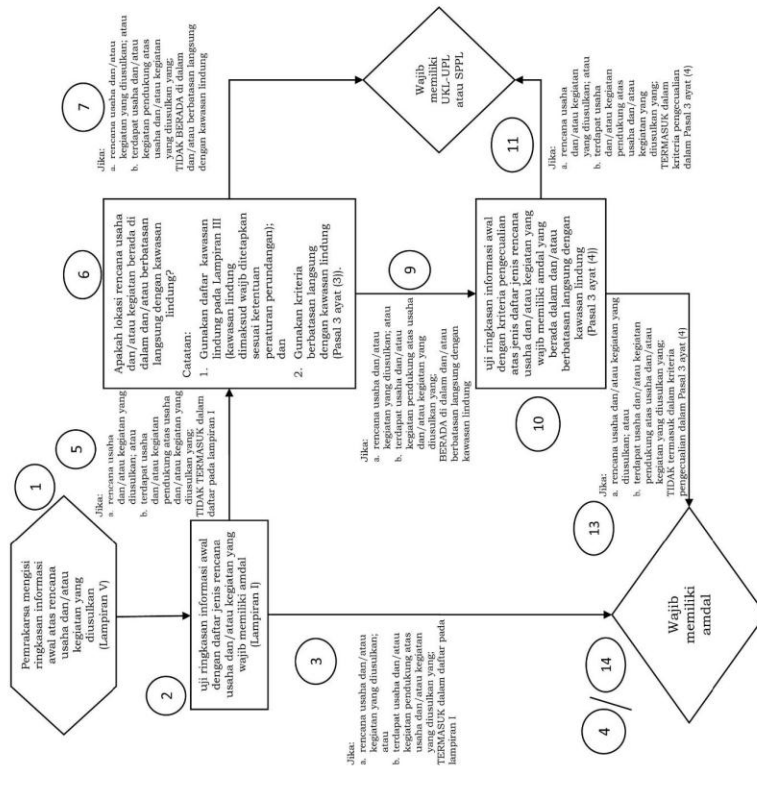 1
Pemrakarsa mengisi
ringkasan informasi
awal atas rencana
usaha dan/atau
kegiatan yang
diusulkan
(Lampiran V)
2
uji ringkasan informasi awal
dengan daftar jenis rencana
usaha dan/atau kegiatan yang
wajib memiliki amdal
(Lampiran I)
3
Jika:
a. rencana usaha dan/atau
kegiatan yang diusulkan;
atau
b. terdapat usaha dan/atau
kegiatan pendukung atas
usaha dan/atau kegiatan
yang diusulkan yang;
TERMASUK dalam daftar pada
lampiran I
4
/
14
Wajib
memiliki
amdal
5
Jika:
a. rencana usaha
dan/atau kegiatan yang
diusulkan; atau
b. terdapat usaha
dan/atau kegiatan
pendukung atas usaha
dan/atau kegiatan yang
diusulkan yang;
TIDAK TERMASUK dalam
daftar pada lampiran I
6
Apakah lokasi rencana usaha
dan/atau kegiatan berada di
dalam dan/atau berbatasan
langsung dengan kawasan
lindung?
Catatan:
1. Gunakan daftar kawasan
lindung pada Lampiran III
(kawasan lindung
dimaksud waijb ditetapkan
sesuai ketentuan
peraturan perundangan);
dan
2. Gunakan kriteria
berbatasan langsung
dengan kawasan lindung
(Pasal 3 ayat (3)).
7
Jika:
a. rencana usaha dan/atau
kegiatan yang diusulkan; atau
b. terdapat usaha dan/atau
kegiatan pendukung atas
usaha dan/atau kegiatan
yang diusulkan yang;
TIDAK BERADA di dalam
dan/atau berbatasan langsung
dengan kawasan lindung
Wajib
memiliki
UKL-UPL
atau SPPL
9
Jika:
a. rencana usaha dan/atau
kegiatan yang diusulkan; atau
b. terdapat usaha dan/atau
kegiatan pendukung atas usaha
dan/atau kegiatan yang
diusulkan yang;
BERADA di dalam dan/atau
berbatasan langsung dengan
kawasan lindung
10
uji ringkasan informasi awal
dengan kriteria pengecualian
atas jenis daftar jenis rencana
usaha dan/atau kegiatan yang
wajib memiliki amdal yang
berada dalam dan/atau
berbatasan langsung dengan
kawasan lindung
(Pasal 3 ayat (4))
11
Jika:
a. rencana usaha
dan/atau kegiatan
yang diusulkan; atau
b. terdapat usaha
dan/atau kegiatan
pendukung atas
usaha dan/atau
kegiatan yang
diusulkan yang;
TERMASUK dalam
kriteria pengecualian
dalam Pasal 3 ayat (4)
13
Jika:
a. rencana usaha dan/atau kegiatan yang
diusulkan; atau
b. terdapat usaha dan/atau kegiatan
pendukung atas usaha dan/atau
kegiatan yang diusulkan yang;
TIDAK termasuk dalam kriteria
pengecualian dalam Pasal 3 ayat (4)